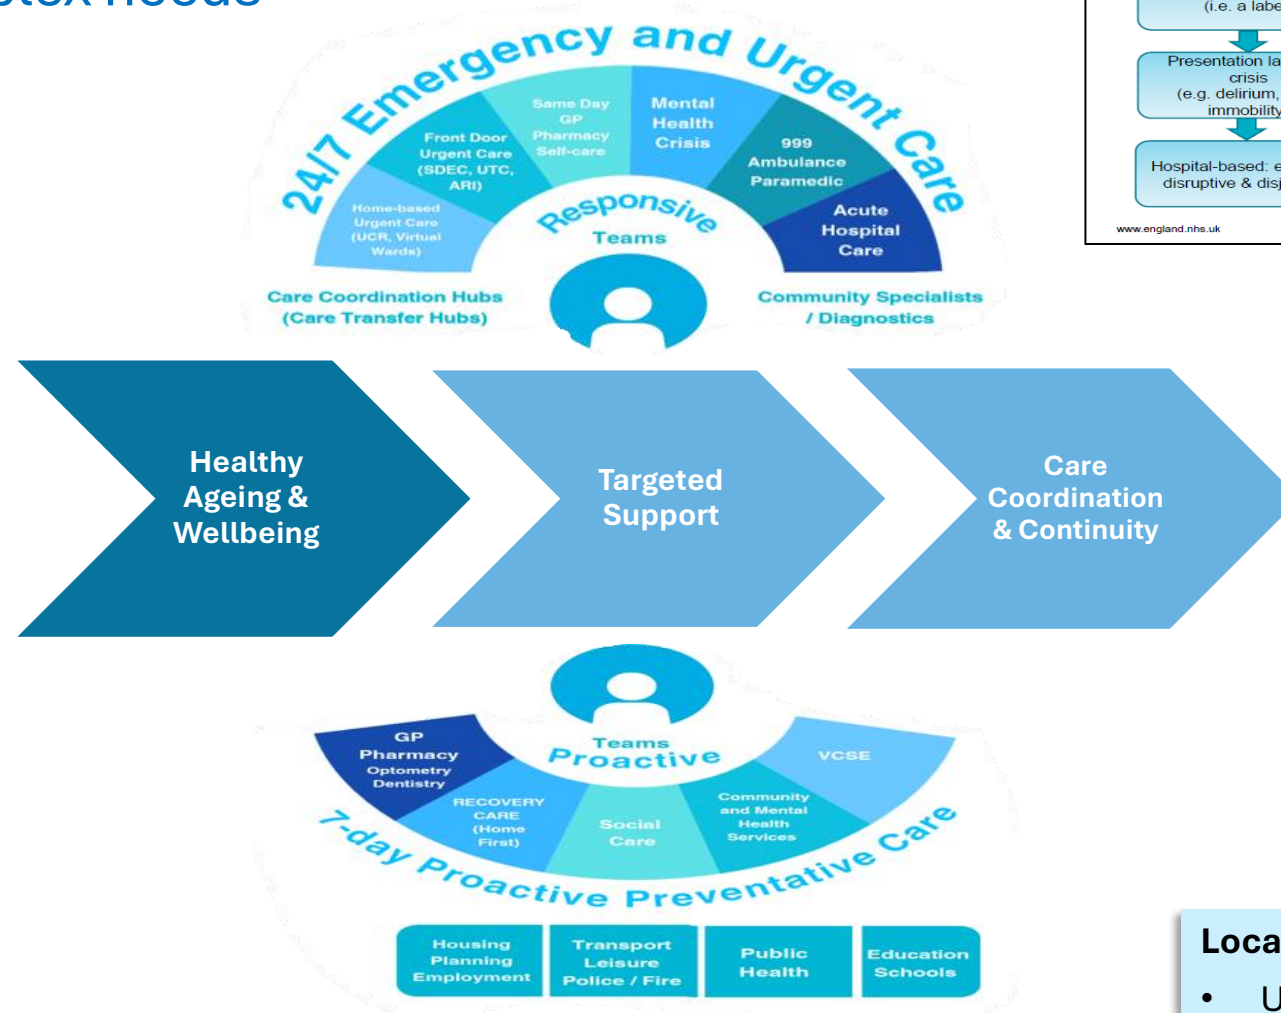 needs
24/7 Emergency and Urgent Care
Home-based
Urgent Care
(UCR, Virtual
Wards)
Front Door
Urgent Care
(SDEC, UTC,
ARI)
Same Day
GP
Pharmacy
Self-care
Mental
Health
Crisis
999
Ambulance
Paramedic
Acute
Hospital
Care
Responsive
Teams
Care Coordination Hubs
(Care Transfer Hubs)
Community Specialists
/ Diagnostics
(i.e. a labe
Presentation la
crisis
(e.g. delirium,
immobility
Hospital-based: e
disruptive & disj
www.england.nhs.uk
Healthy
Ageing &
Wellbeing
Targeted
Support
Care
Coordination
& Continuity
Teams
Proactive
GP
Pharmacy
Optometry
Dentistry
RECOVERY
CARE
(Home
First)
Social
Care
Community
and Mental
Health
Services
VCSE
7-day Proactive Preventative Care
Housing
Planning
Employment
Transport
Leisure
Police / Fire
Public
Health
Education
Schools
Loca
• U